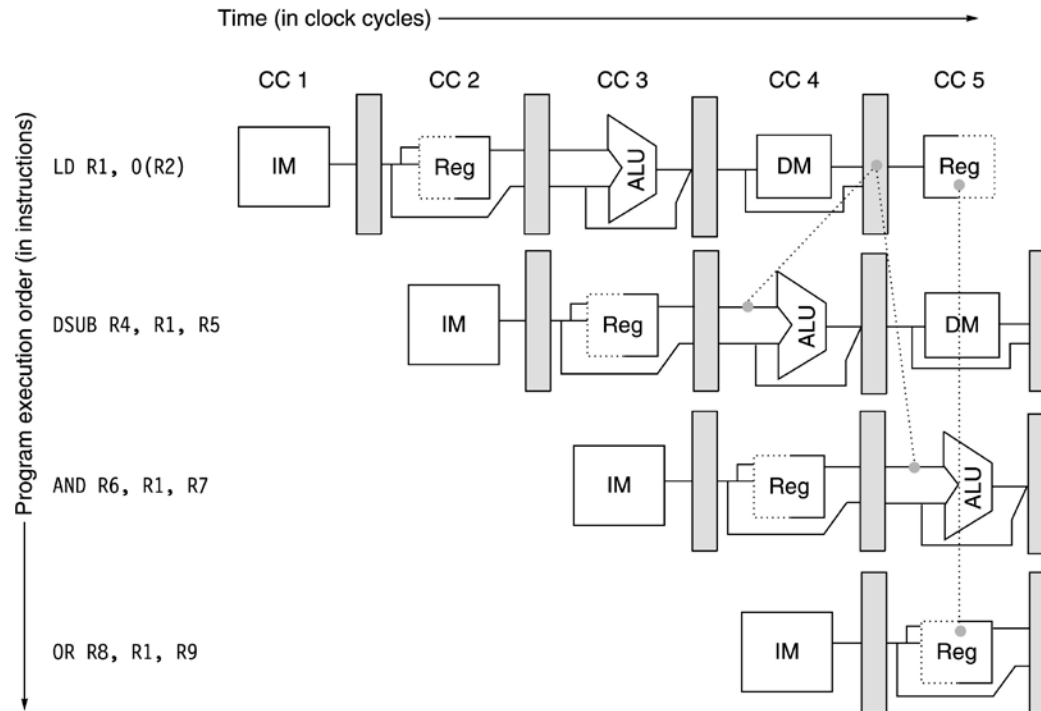 Time (in clock cycles)
CC 1 CC 2 CC 3 CC 4 CC 5
Program execution order (in instructions)
LD R1, 0(R2)
IM Reg ALU DM Reg
DSUB R4, R1, R5
IM Reg ALU DM
AND R6, R1, R7
IM Reg ALU
OR R8, R1, R9
IM Reg